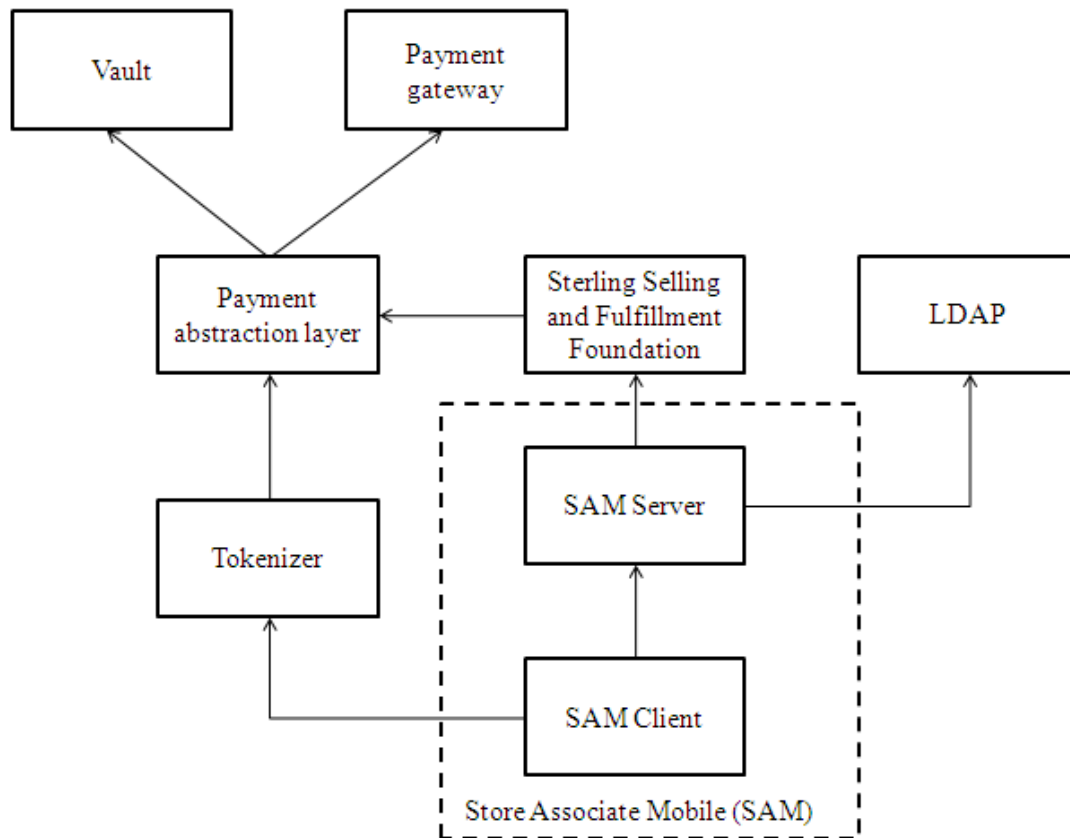 Vault
Payment
gateway
Payment
abstraction layer
Sterling Selling
and Fulfillment
Foundation
LDAP
SAM Server
Tokenizer
SAM Client
Store Associate Mobile (SAM)